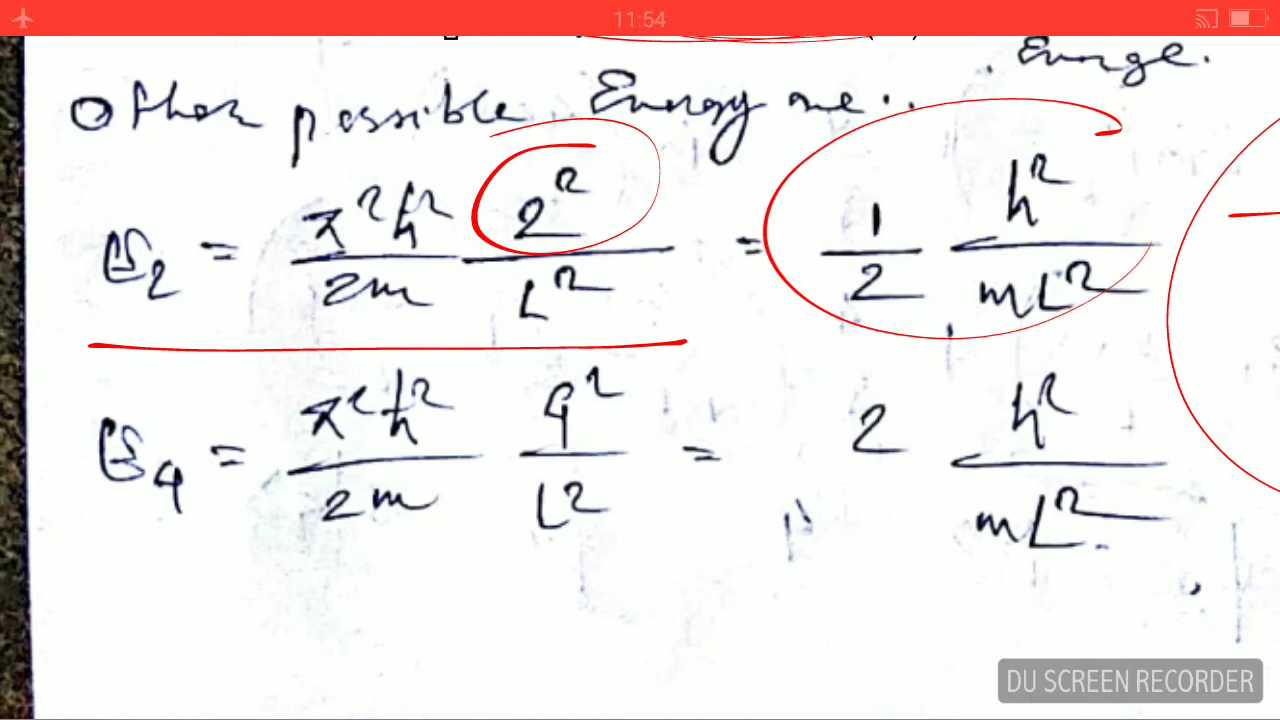 11:54
Energy.
Other possible Energy are..
E₂ = π²ħ²/2m 2²/L² = 1/2 h²/mL²
E₄ = π²ħ²/2m 4²/L² = 2 h²/mL²
DU SCREEN RECORDER